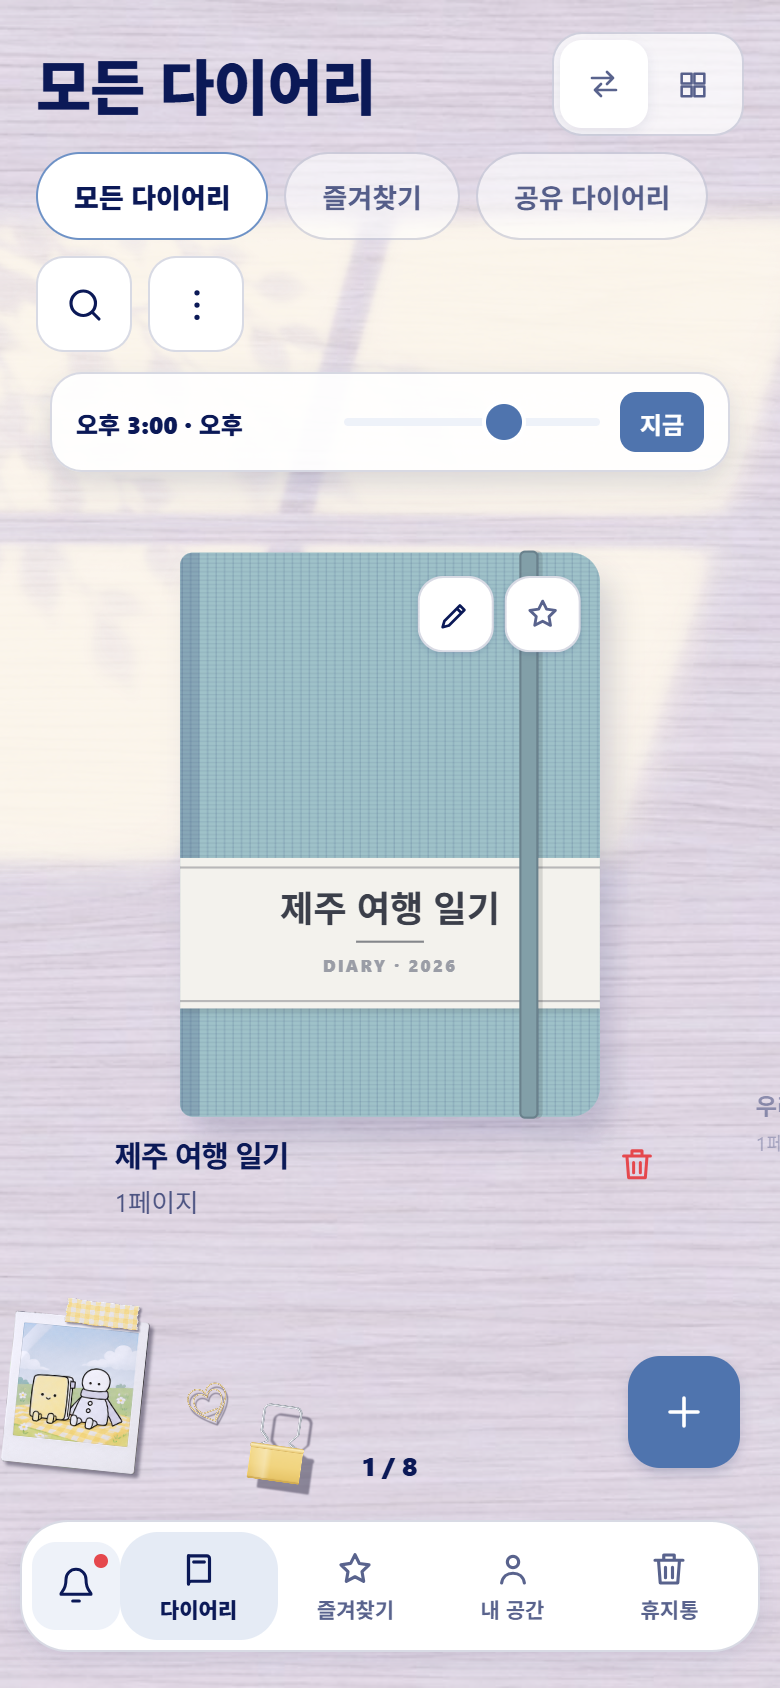 모든 다이어리
모든 다이어리
즐겨찾기
공유 다이어리
오후 3:00 · 오후
지금
제주 여행 일기
DIARY · 2026
제주 여행 일기
1페이지
1 / 8
다이어리
즐겨찾기
내 공간
휴지통